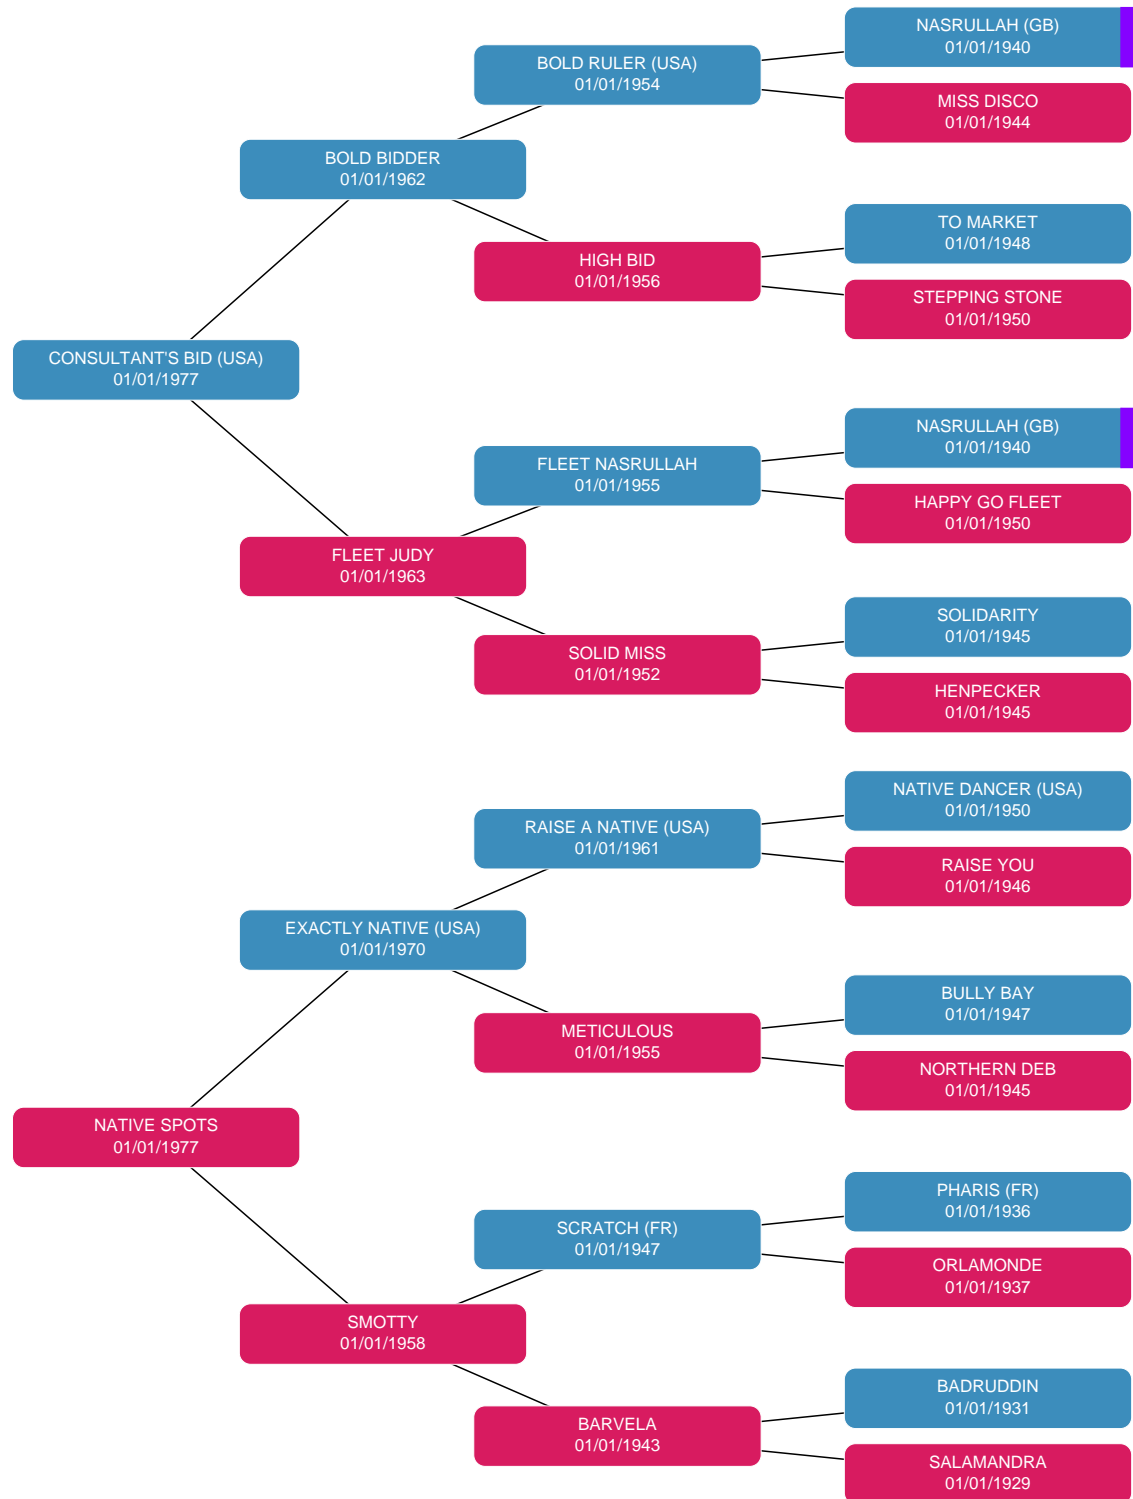 NASRULLAH (GB)
01/01/1940
BOLD RULER (USA)
01/01/1954
MISS DISCO
01/01/1944
BOLD BIDDER
01/01/1962
TO MARKET
01/01/1948
HIGH BID
01/01/1956
STEPPING STONE
01/01/1950
CONSULTANT'S BID (USA)
01/01/1977
NASRULLAH (GB)
01/01/1940
FLEET NASRULLAH
01/01/1955
HAPPY GO FLEET
01/01/1950
FLEET JUDY
01/01/1963
SOLIDARITY
01/01/1945
SOLID MISS
01/01/1952
HENPECKER
01/01/1945
NATIVE DANCER (USA)
01/01/1950
RAISE A NATIVE (USA)
01/01/1961
RAISE YOU
01/01/1946
EXACTLY NATIVE (USA)
01/01/1970
BULLY BAY
01/01/1947
METICULOUS
01/01/1955
NORTHERN DEB
01/01/1945
NATIVE SPOTS
01/01/1977
PHARIS (FR)
01/01/1936
SCRATCH (FR)
01/01/1947
ORLAMONDE
01/01/1937
SMOTTY
01/01/1958
BADRUDDIN
01/01/1931
BARVELA
01/01/1943
SALAMANDRA
01/01/1929